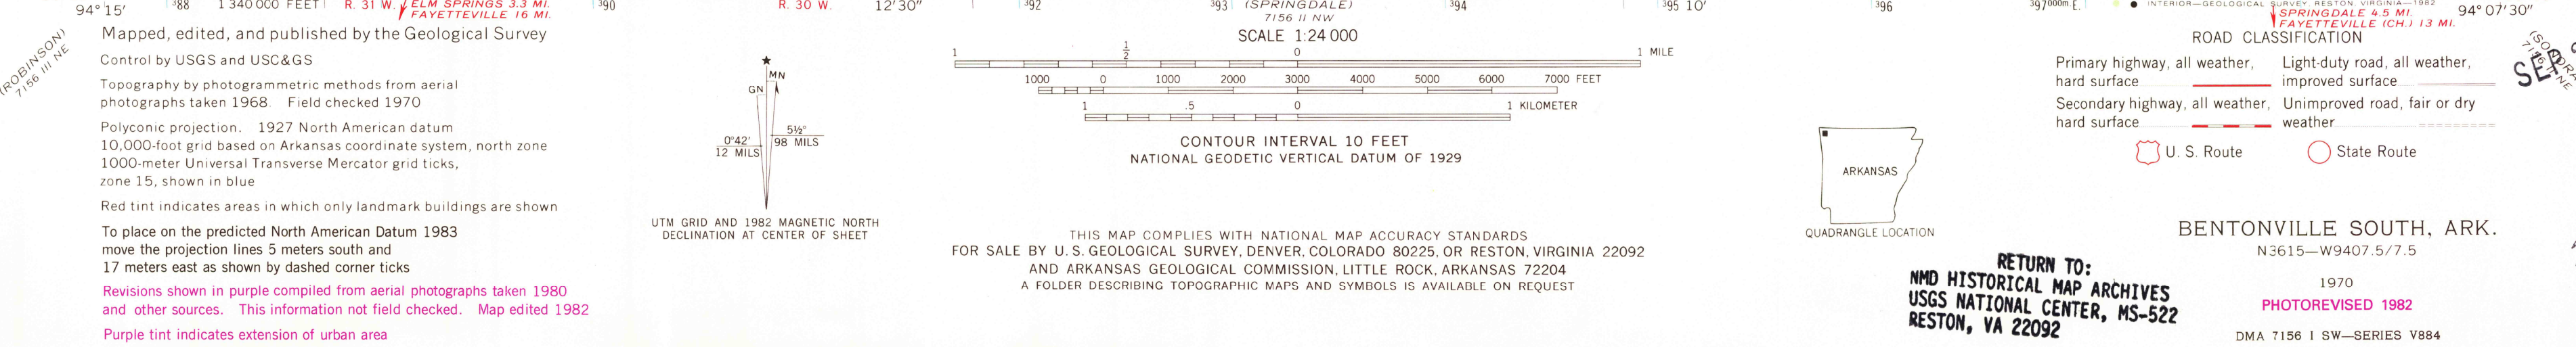 94°15'
388
1 340 000 FEET
R. 31 W.
ELM SPRINGS 3.3 MI.
FAYETTEVILLE 16 MI.
390
R. 30 W.
12'30"
392
393
(SPRINGDALE)
7156 II NW
394
395
10'
396
397000m.E.
INTERIOR—GEOLOGICAL SURVEY, RESTON, VIRGINIA—1982
SPRINGDALE 4.5 MI.
FAYETTEVILLE (CH.) 13 MI.
94°07'30"
(ROBINSON)
7156 III NE
Mapped, edited, and published by the Geological Survey
Control by USGS and USC&GS
Topography by photogrammetric methods from aerial
photographs taken 1968 Field checked 1970
Polyconic projection. 1927 North American datum
10,000-foot grid based on Arkansas coordinate system, north zone
1000-meter Universal Transverse Mercator grid ticks,
zone 15, shown in blue
Red tint indicates areas in which only landmark buildings are shown
To place on the predicted North American Datum 1983
move the projection lines 5 meters south and
17 meters east as shown by dashed corner ticks
Revisions shown in purple compiled from aerial photographs taken 1980
and other sources. This information not field checked. Map edited 1982
Purple tint indicates extension of urban area
★
MN
GN
0°42'
12 MILS
5½°
98 MILS
UTM GRID AND 1982 MAGNETIC NORTH
DECLINATION AT CENTER OF SHEET
SCALE 1:24 000
1 ½ 0 1 MILE
1000 0 1000 2000 3000 4000 5000 6000 7000 FEET
1 .5 0 1 KILOMETER
CONTOUR INTERVAL 10 FEET
NATIONAL GEODETIC VERTICAL DATUM OF 1929
THIS MAP COMPLIES WITH NATIONAL MAP ACCURACY STANDARDS
FOR SALE BY U. S. GEOLOGICAL SURVEY, DENVER, COLORADO 80225, OR RESTON, VIRGINIA 22092
AND ARKANSAS GEOLOGICAL COMMISSION, LITTLE ROCK, ARKANSAS 72204
A FOLDER DESCRIBING TOPOGRAPHIC MAPS AND SYMBOLS IS AVAILABLE ON REQUEST
ARKANSAS
QUADRANGLE LOCATION
ROAD CLASSIFICATION
Primary highway, all weather,
hard surface
Light-duty road, all weather,
improved surface
Secondary highway, all weather,
hard surface
Unimproved road, fair or dry
weather
U. S. Route
State Route
SEP
RETURN TO:
NMD HISTORICAL MAP ARCHIVES
USGS NATIONAL CENTER, MS-522
RESTON, VA 22092
BENTONVILLE SOUTH, ARK.
N3615—W9407.5/7.5
1970
PHOTOREVISED 1982
DMA 7156 I SW—SERIES V884